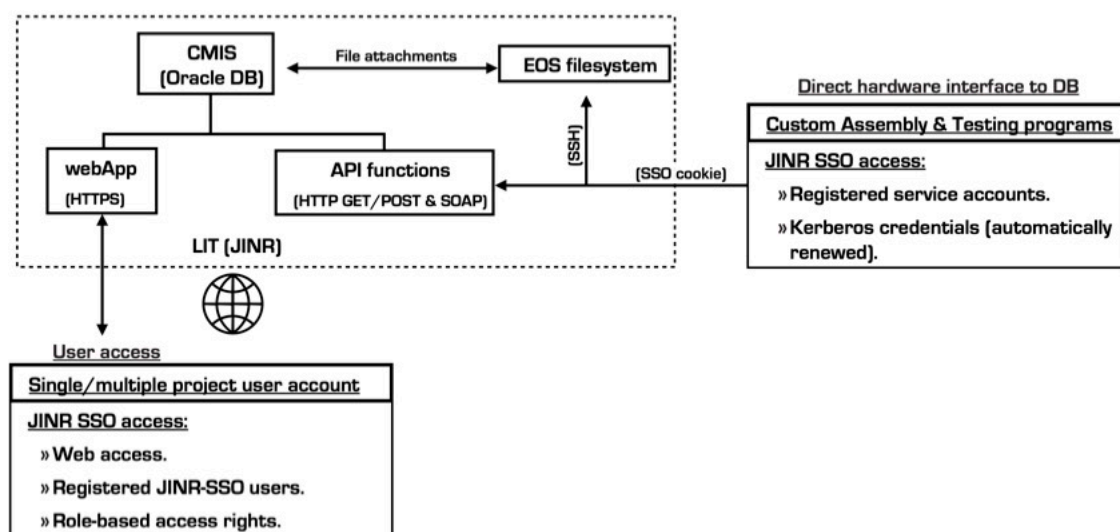 CMIS
(Oracle DB)
File attachments
EOS filesystem
webApp
(HTTPS)
API functions
(HTTP GET/POST & SOAP)
(SSH)
(SSO cookie)
LIT (JINR)
Direct hardware interface to DB
Custom Assembly & Testing programs
JINR SSO access:
» Registered service accounts.
» Kerberos credentials (automatically
renewed).
User access
Single/multiple project user account
JINR SSO access:
» Web access.
» Registered JINR-SSO users.
» Role-based access rights.